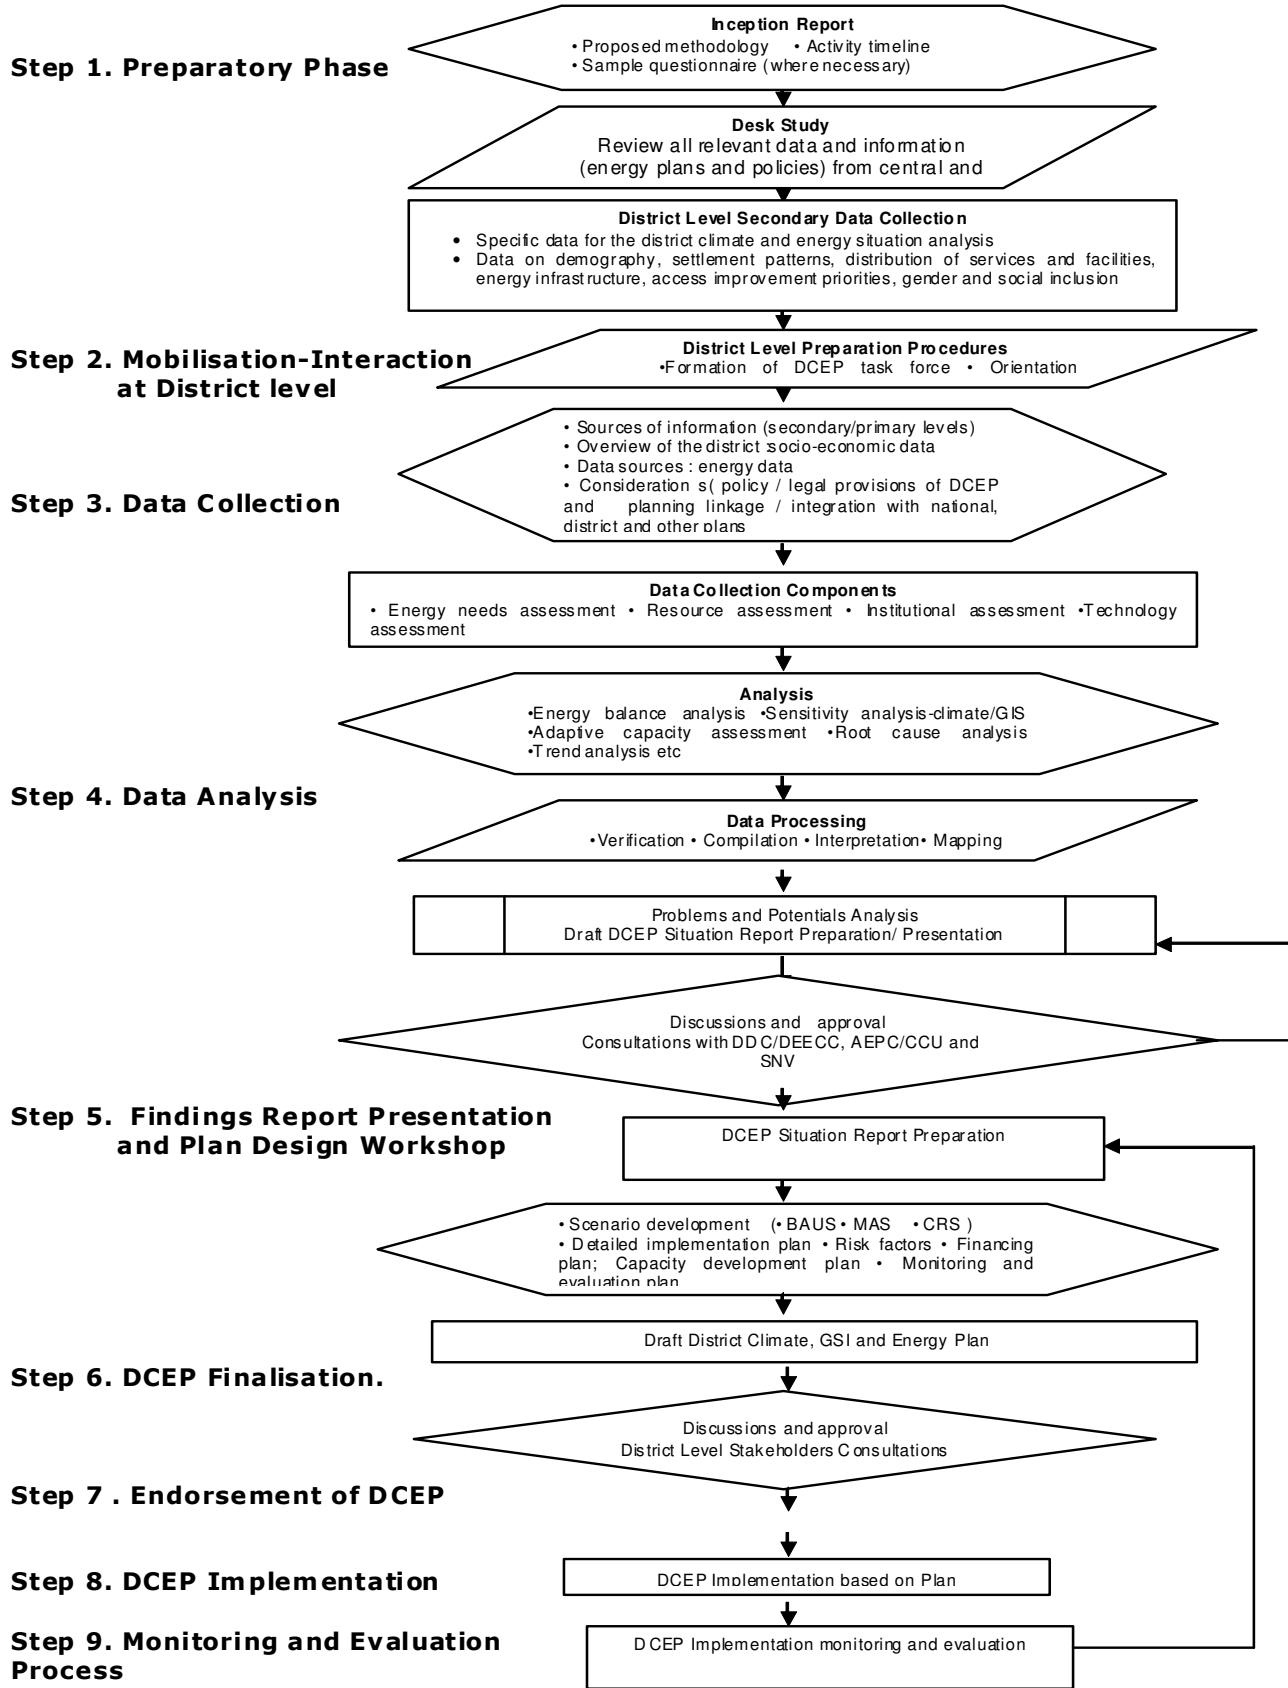 Inception Report
• Proposed methodology • Activity timeline
• Sample questionnaire (where necessary)
Step 1. Preparatory Phase
Desk Study
Review all relevant data and information
(energy plans and policies) from central and
District Level Secondary Data Collection
• Specific data for the district climate and energy situation analysis
• Data on demography, settlement patterns, distribution of services and facilities,
energy infrastructure, access improvement priorities, gender and social inclusion
Step 2. Mobilisation-Interaction
at District level
District Level Preparation Procedures
•Formation of DCEP task force • Orientation
• Sources of information (secondary/primary levels)
• Overview of the district :socio-economic data
• Data sources : energy data
• Consideration s( policy / legal provisions of DCEP
and planning linkage / integration with national,
district and other plans
Step 3. Data Collection
Data Collection Components
• Energy needs assessment • Resource assessment • Institutional assessment •Technology
assessment
Analysis
•Energy balance analysis •Sensitivity analysis-climate/GIS
•Adaptive capacity assessment •Root cause analysis
•Trend analysis etc
Step 4. Data Analysis
Data Processing
•Verification • Compilation • Interpretation• Mapping
Problems and Potentials Analysis
Draft DCEP Situation Report Preparation/ Presentation
Discussions and approval
Consultations with DDC/DEECC, AEPC/CCU and
SNV
Step 5. Findings Report Presentation
and Plan Design Workshop
DCEP Situation Report Preparation
• Scenario development (• BAUS • MAS • CRS )
• Detailed implementation plan • Risk factors • Financing
plan; Capacity development plan • Monitoring and
evaluation plan
Draft District Climate, GSI and Energy Plan
Step 6. DCEP Finalisation.
Discussions and approval
District Level Stakeholders Consultations
Step 7 . Endorsement of DCEP
Step 8. DCEP Implementation
DCEP Implementation based on Plan
Step 9. Monitoring and Evaluation
Process
DCEP Implementation monitoring and evaluation